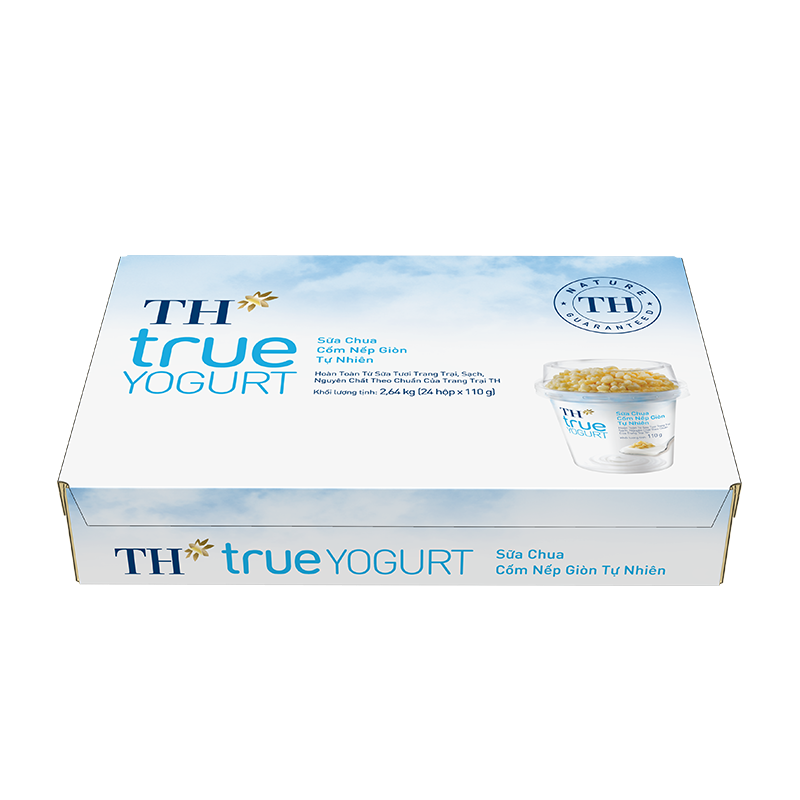 TH
true
YOGURT
Sữa Chua
Cốm Nếp Giòn
Tự Nhiên
Hoàn Toàn Từ Sữa Tươi Trang Trại, Sạch,
Nguyên Chất Theo Chuẩn Của Trang Trại TH
Khối lượng tịnh: 2,64 kg (24 hộp x 110 g)
NATURE
TH
GUARANTEED
TH
true
YOGURT
Sữa Chua
Cốm Nếp Giòn
Tự Nhiên
110 g
TH true YOGURT
Sữa Chua
Cốm Nếp Giòn Tự Nhiên